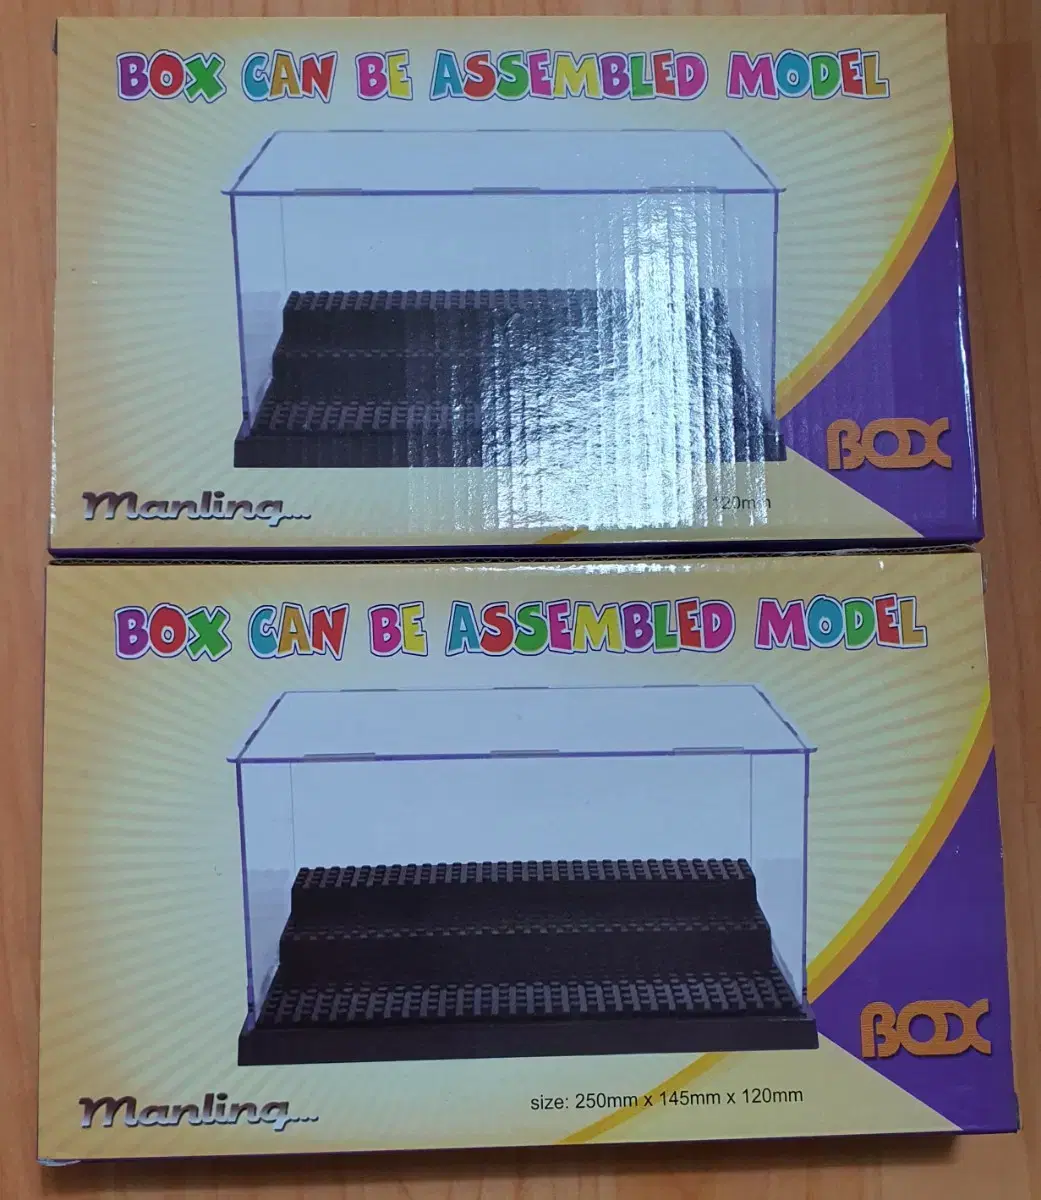 BOX CAN BE ASSEMBLED MODEL
BOX
Manling...
120mm
BOX CAN BE ASSEMBLED MODEL
BOX
Manling...
size: 250mm x 145mm x 120mm